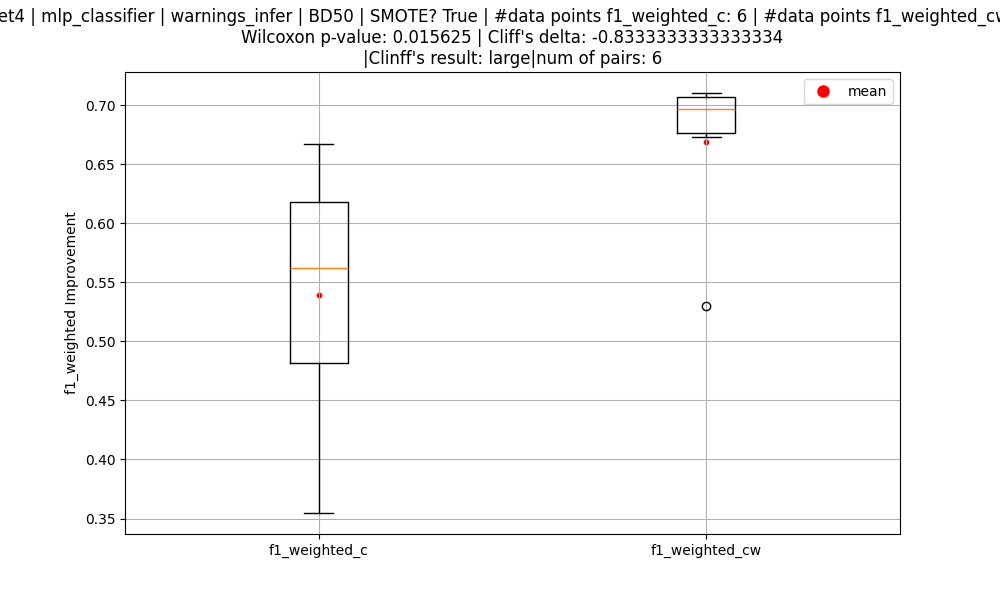 et4 | mlp_classifier | warnings_infer | BD50 | SMOTE? True | #data points f1_weighted_c: 6 | #data points f1_weighted_cw
Wilcoxon p-value: 0.015625 | Cliff's delta: -0.8333333333333334
|Clinff's result: large|num of pairs: 6
mean
0.70
0.65
0.60
0.55
0.50
0.45
0.40
0.35
f1_weighted Improvement
f1_weighted_c
f1_weighted_cw